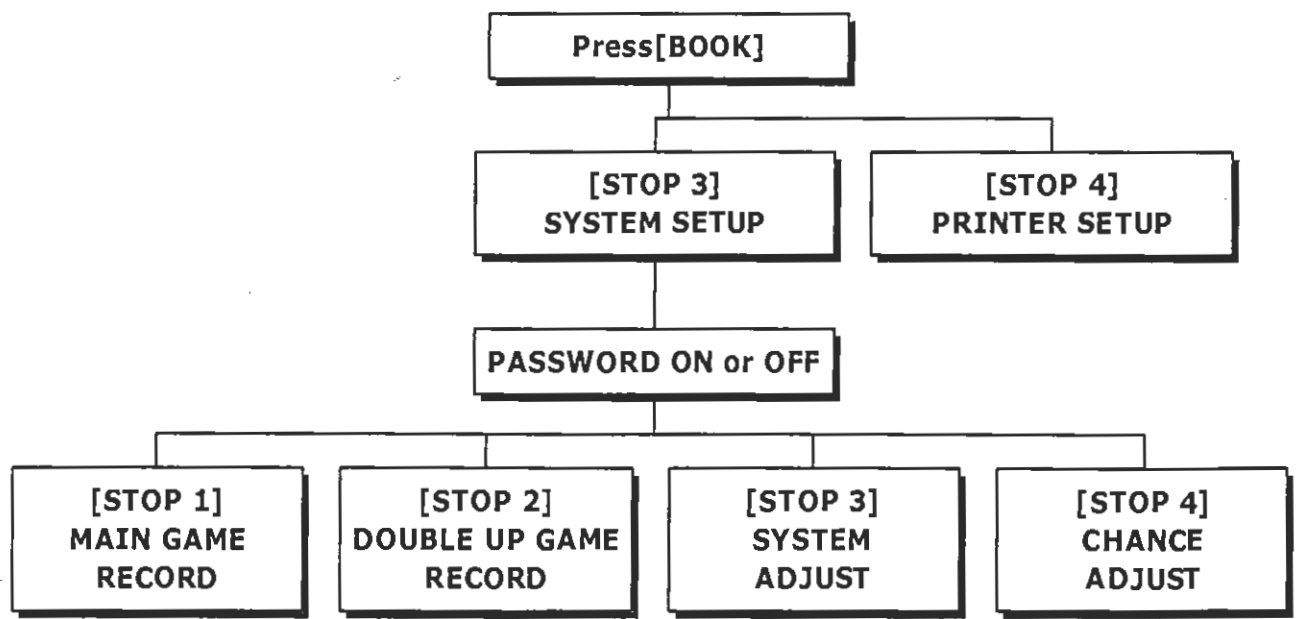 Press[BOOK]
[STOP 3]
SYSTEM SETUP
[STOP 4]
PRINTER SETUP
PASSWORD ON or OFF
[STOP 1]
MAIN GAME
RECORD
[STOP 2]
DOUBLE UP GAME
RECORD
[STOP 3]
SYSTEM
ADJUST
[STOP 4]
CHANCE
ADJUST